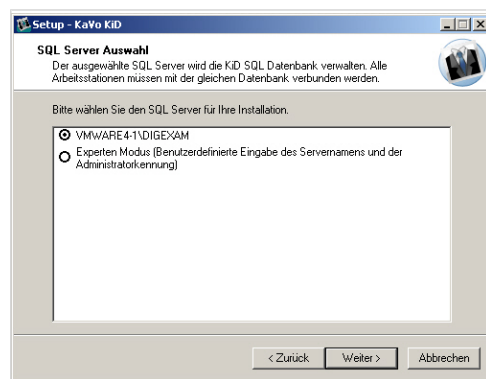 Setup - KaVo KiD
SQL Server Auswahl
Der ausgewählte SQL Server wird die KiD SQL Datenbank verwalten. Alle
Arbeitsstationen müssen mit der gleichen Datenbank verbunden werden.
Bitte wählen Sie den SQL Server für Ihre Installation.
VMWARE4-1\DIGEXAM
Experten Modus (Benutzerdefinierte Eingabe des Servernamens und der
Administratorkennung)
< Zurück
Weiter >
Abbrechen